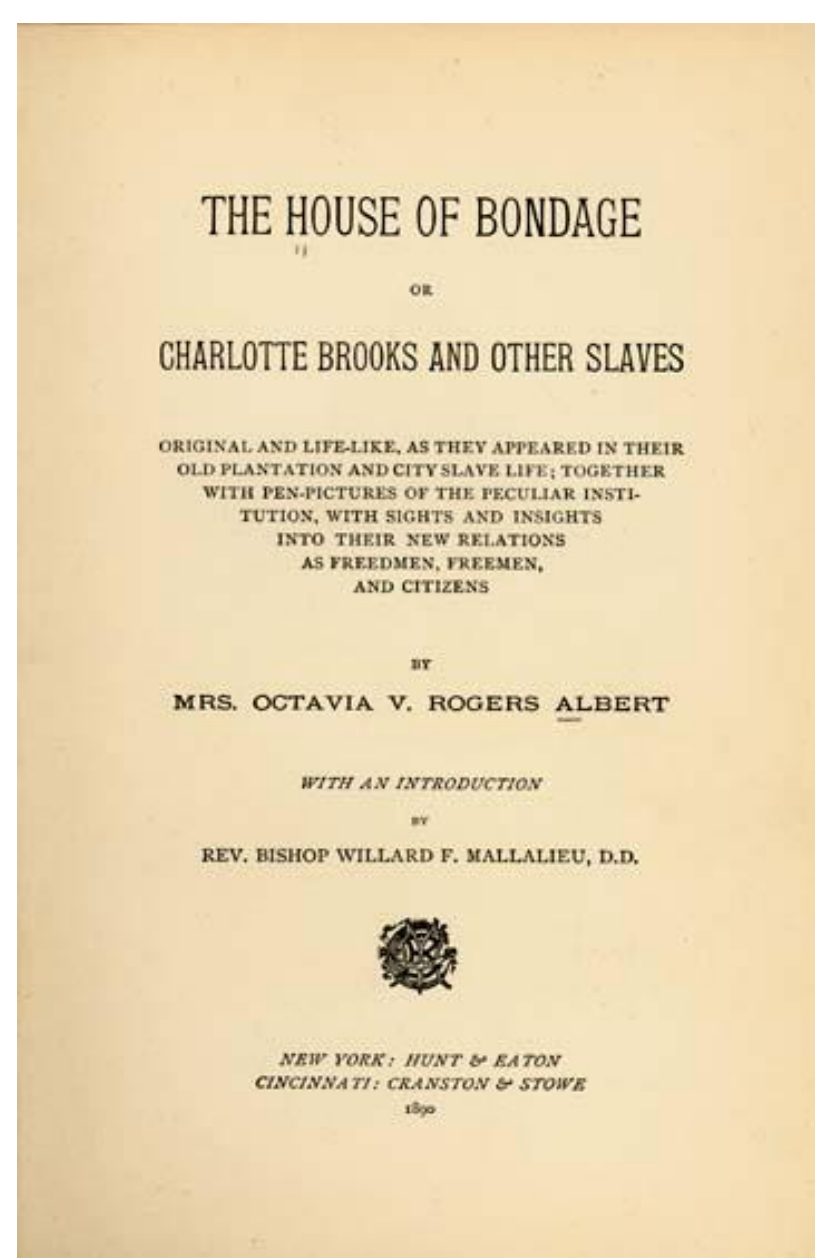 THE HOUSE OF BONDAGE
OR
CHARLOTTE BROOKS AND OTHER SLAVES
ORIGINAL AND LIFE-LIKE, AS THEY APPEARED IN THEIR
OLD PLANTATION AND CITY SLAVE LIFE; TOGETHER
WITH PEN-PICTURES OF THE PECULIAR INSTI-
TUTION, WITH SIGHTS AND INSIGHTS
INTO THEIR NEW RELATIONS
AS FREEDMEN, FREEMEN,
AND CITIZENS
BY
MRS. OCTAVIA V. ROGERS ALBERT
WITH AN INTRODUCTION
BY
REV. BISHOP WILLARD F. MALLALIEU, D.D.
NEW YORK: HUNT & EATON
CINCINNATI: CRANSTON & STOWE
1890